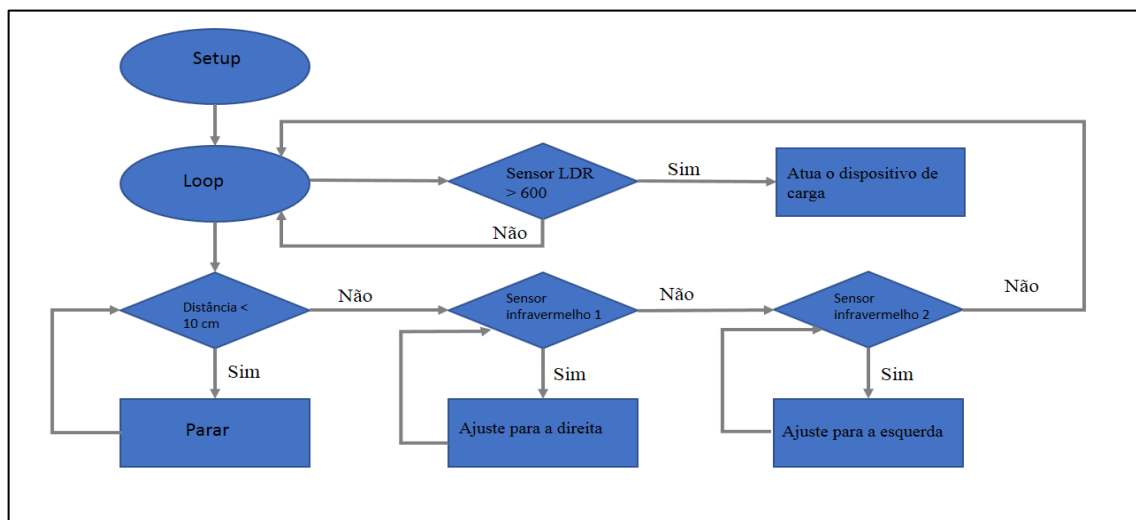 Setup
Loop
Sensor LDR
> 600
Sim
Atua o dispositivo de
carga
Não
Distância <
10 cm
Não
Sensor
infravermelho 1
Não
Sensor
infravermelho 2
Não
Sim
Sim
Sim
Parar
Ajuste para a direita
Ajuste para a esquerda